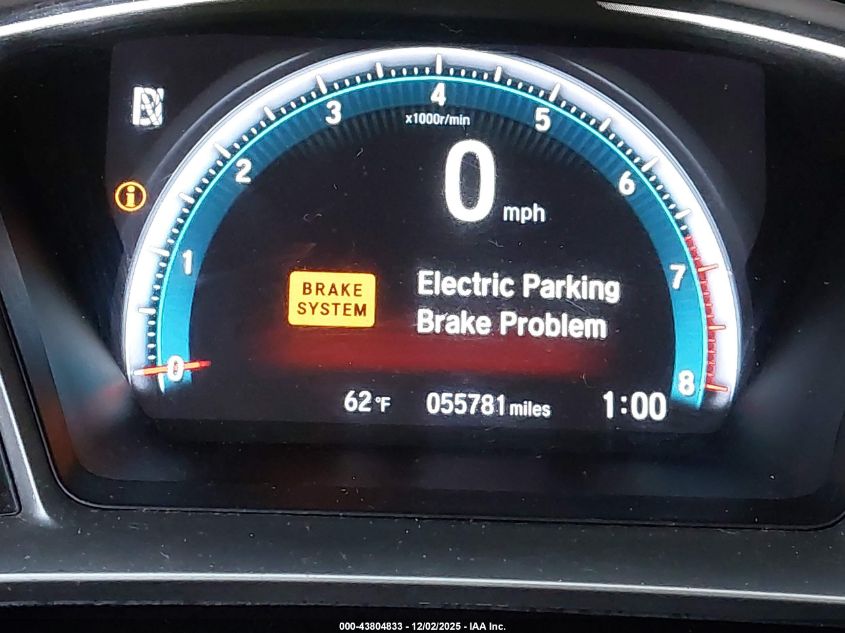 4
3
5
x1000r/min
2
6
0 mph
1
7
BRAKE
SYSTEM
Electric Parking
Brake Problem
0
8
62°F
055781 miles
1:00
000-43804833 - 12/02/2025 - IAA Inc.